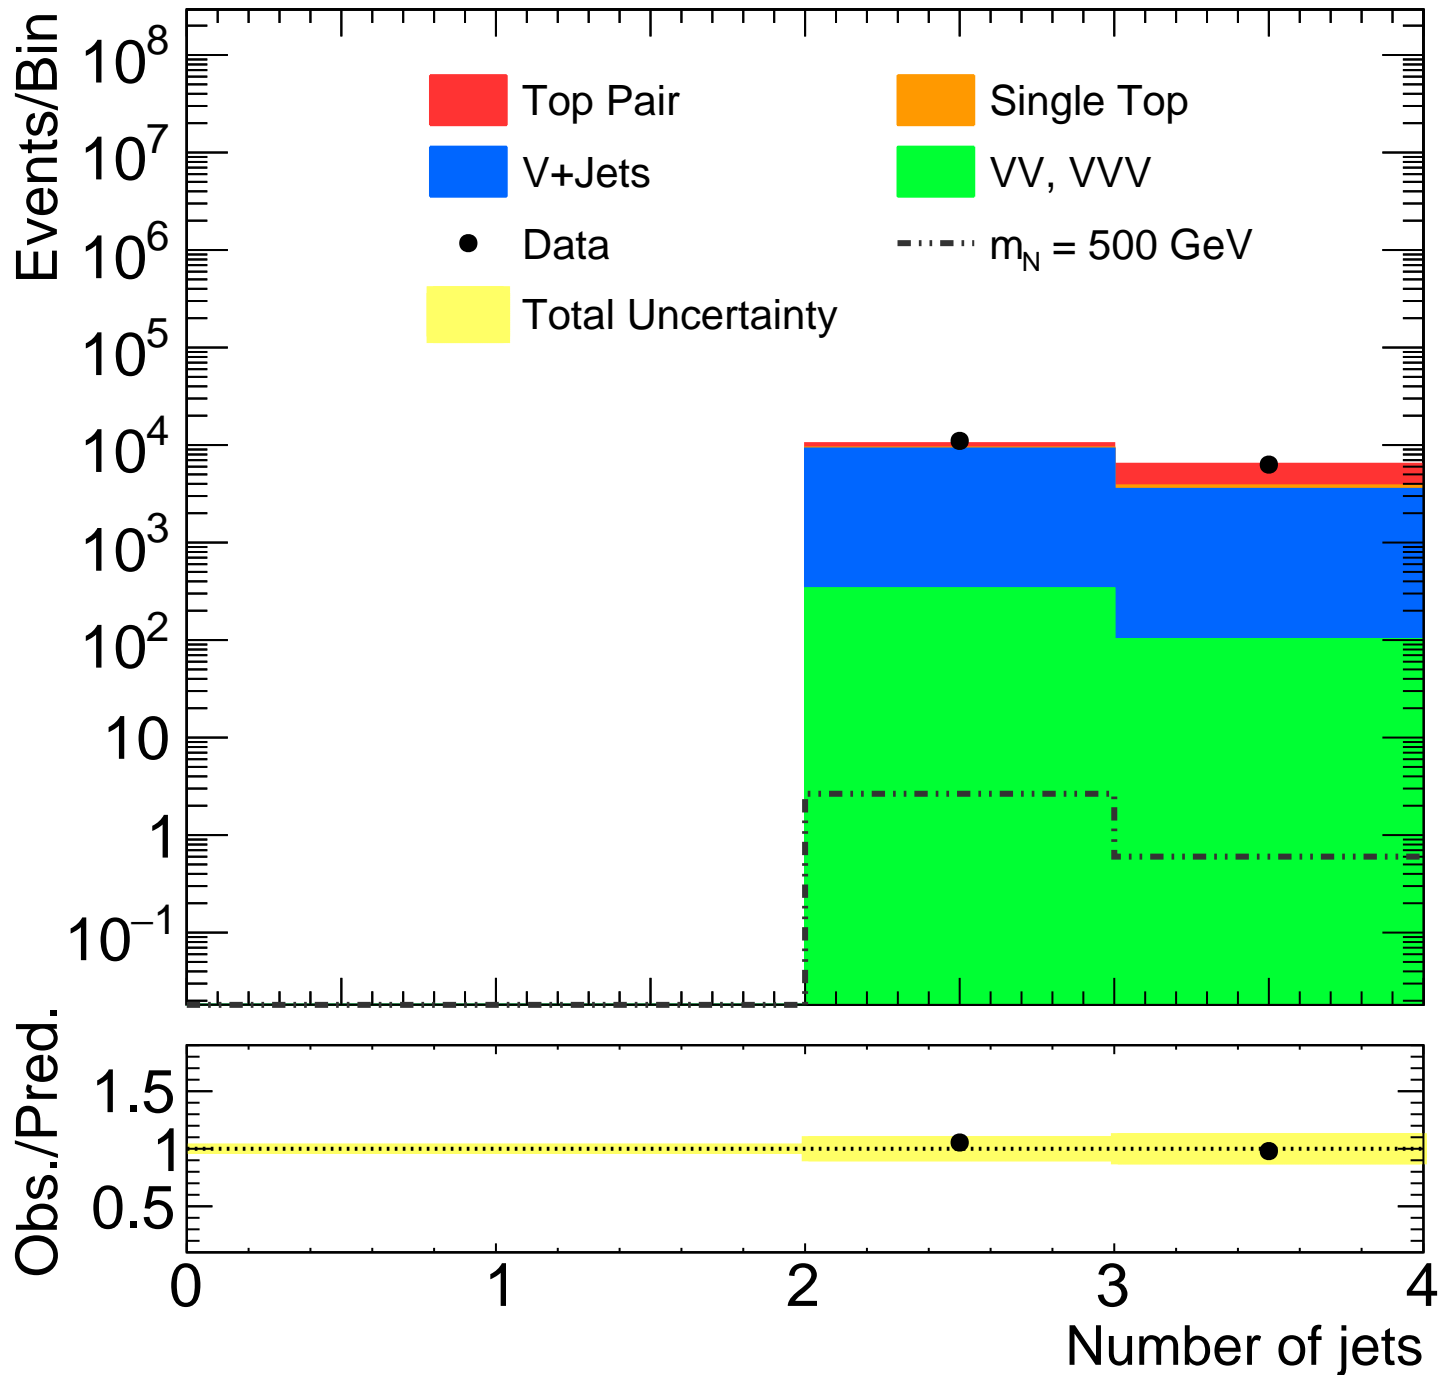 Events/Bin
10^8
10^7
10^6
10^5
10^4
10^3
10^2
10
1
10^−1
Top Pair
Single Top
V+Jets
VV, VVV
Data
m_N = 500 GeV
Total Uncertainty
Obs./Pred.
1.5
1
0.5
0 1 2 3 4
Number of jets